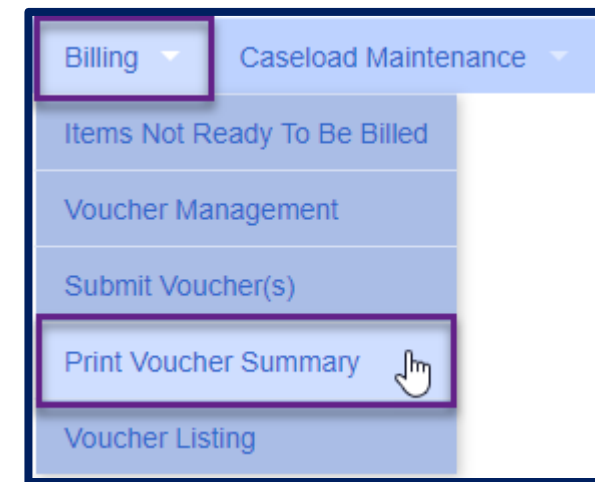 Billing Caseload Maintenance
Items Not Ready To Be Billed
Voucher Management
Submit Voucher(s)
Print Voucher Summary
Voucher Listing